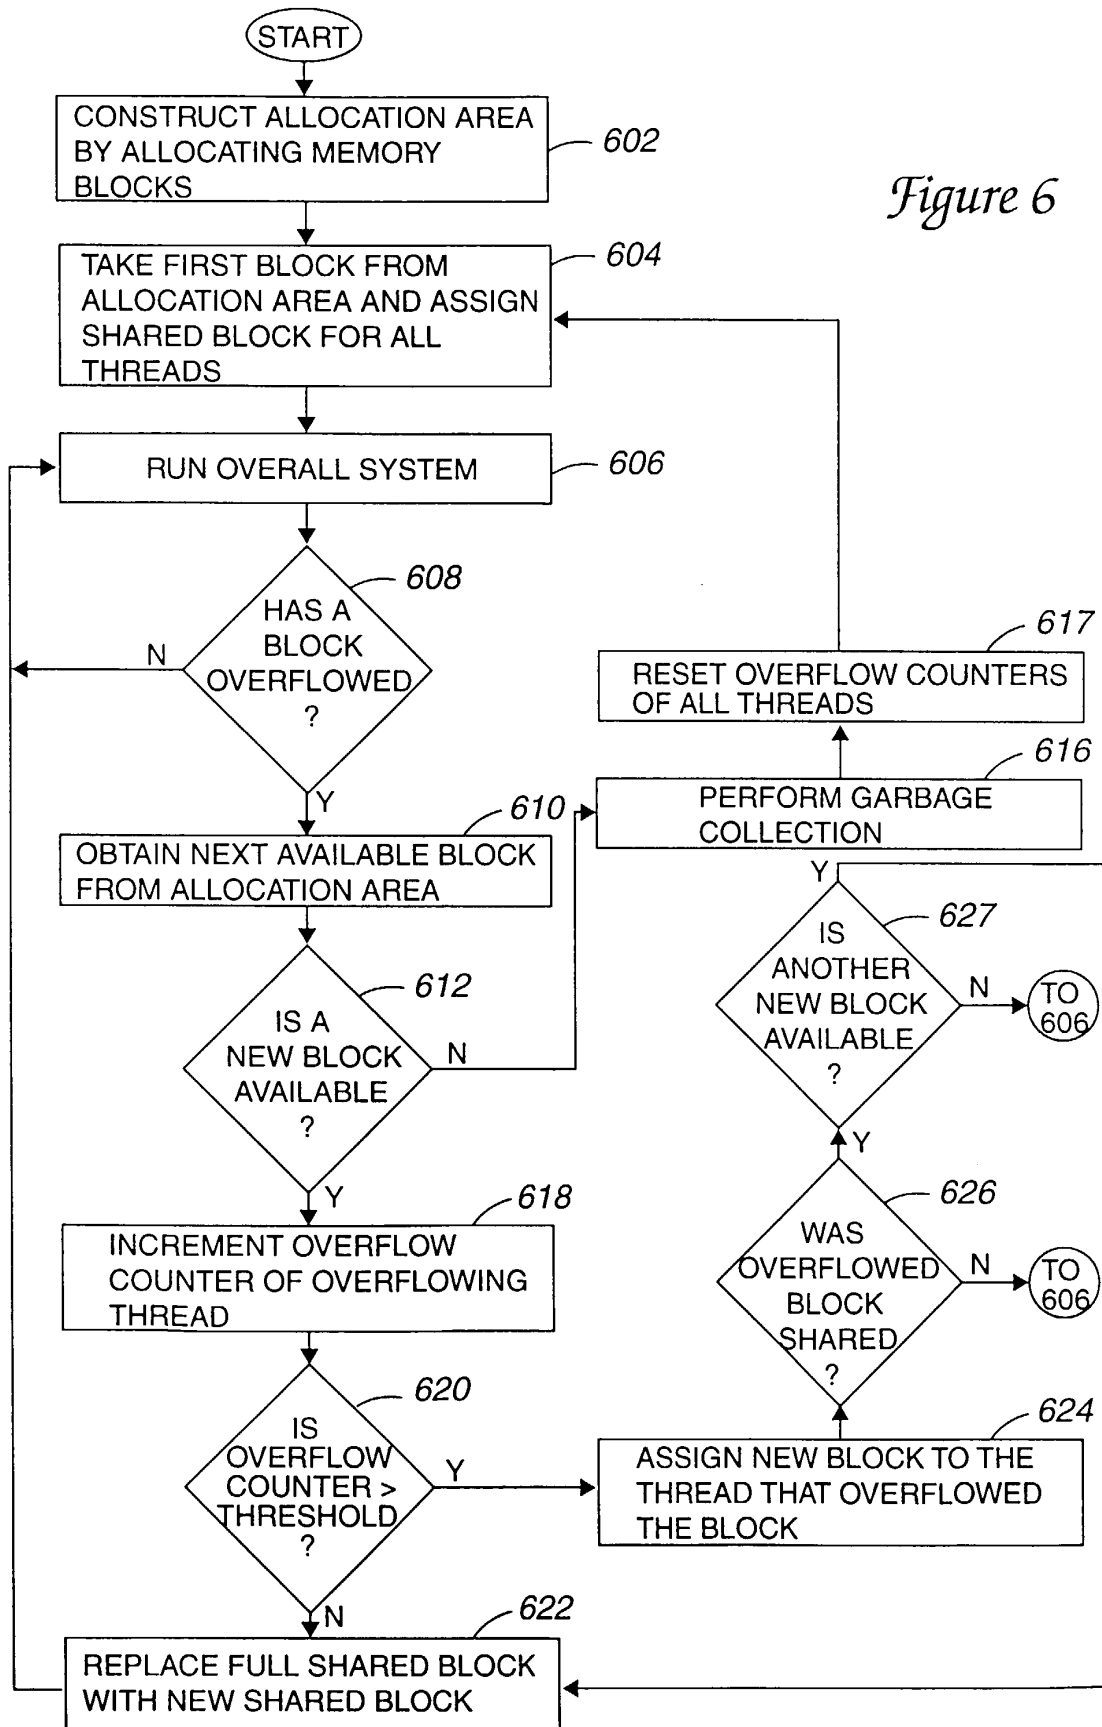 START
CONSTRUCT ALLOCATION AREA
BY ALLOCATING MEMORY
BLOCKS
602
Figure 6
TAKE FIRST BLOCK FROM
ALLOCATION AREA AND ASSIGN
SHARED BLOCK FOR ALL
THREADS
604
RUN OVERALL SYSTEM
606
HAS A
BLOCK
OVERFLOWED
?
608
N
Y
OBTAIN NEXT AVAILABLE BLOCK
FROM ALLOCATION AREA
610
IS A
NEW BLOCK
AVAILABLE
?
612
N
Y
617
RESET OVERFLOW COUNTERS
OF ALL THREADS
616
PERFORM GARBAGE
COLLECTION
618
INCREMENT OVERFLOW
COUNTER OF OVERFLOWING
THREAD
IS
OVERFLOW
COUNTER >
THRESHOLD
?
620
Y
N
622
REPLACE FULL SHARED BLOCK
WITH NEW SHARED BLOCK
624
ASSIGN NEW BLOCK TO THE
THREAD THAT OVERFLOWED
THE BLOCK
WAS
OVERFLOWED
BLOCK
SHARED
?
626
N
TO
606
Y
IS
ANOTHER
NEW BLOCK
AVAILABLE
?
627
N
TO
606
Y